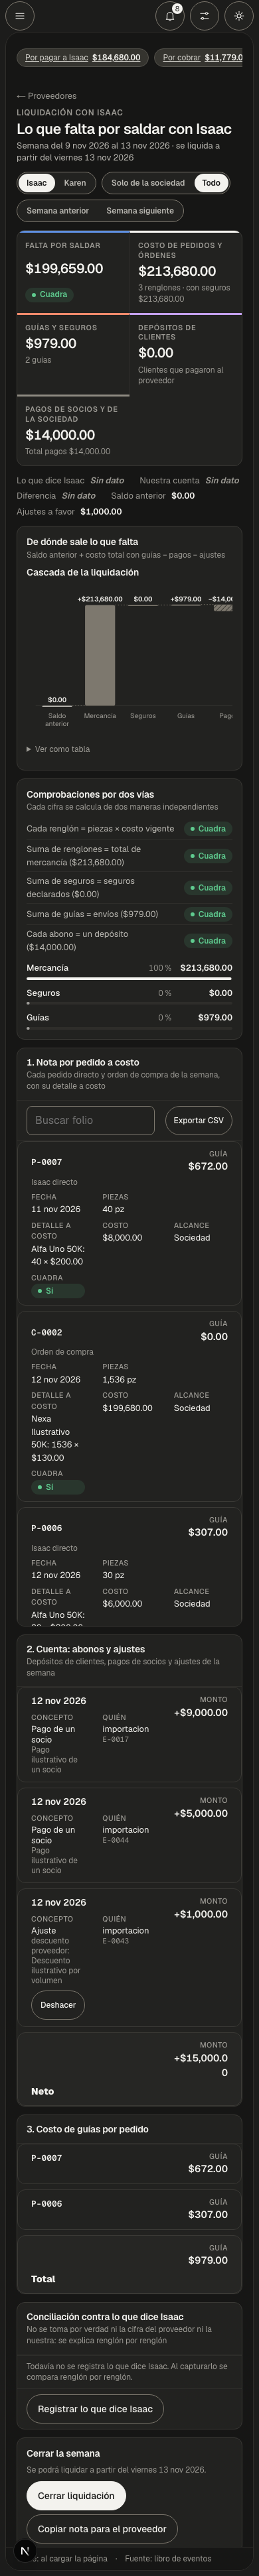 8
Por pagar a Isaac $184,680.00
Por cobrar $11,779.0
← Proveedores
LIQUIDACIÓN CON ISAAC
Lo que falta por saldar con Isaac
Semana del 9 nov 2026 al 13 nov 2026 · se liquida a
partir del viernes 13 nov 2026
Isaac Karen Solo de la sociedad Todo
Semana anterior Semana siguiente
FALTA POR SALDAR
$199,659.00
Cuadra
COSTO DE PEDIDOS Y
ÓRDENES
$213,680.00
3 renglones · con seguros
$213,680.00
GUÍAS Y SEGUROS
$979.00
2 guías
DEPÓSITOS DE
CLIENTES
$0.00
Clientes que pagaron al
proveedor
PAGOS DE SOCIOS Y DE
LA SOCIEDAD
$14,000.00
Total pagos $14,000.00
Lo que dice Isaac Sin dato Nuestra cuenta Sin dato
Diferencia Sin dato Saldo anterior $0.00
Ajustes a favor $1,000.00
De dónde sale lo que falta
Saldo anterior + costo total con guías − pagos − ajustes
Cascada de la liquidación
+$213,680.00 $0.00 +$979.00 −$14,00
$0.00
Saldo
anterior
Mercancía
Seguros
Guías
Pago
▶ Ver como tabla
Comprobaciones por dos vías
Cada cifra se calcula de dos maneras independientes
Cada renglón = piezas × costo vigente
Cuadra
Suma de renglones = total de
mercancía ($213,680.00)
Cuadra
Suma de seguros = seguros
declarados ($0.00)
Cuadra
Suma de guías = envíos ($979.00)
Cuadra
Cada abono = un depósito
($14,000.00)
Cuadra
Mercancía 100 % $213,680.00
Seguros 0 % $0.00
Guías 0 % $979.00
1. Nota por pedido a costo
Cada pedido directo y orden de compra de la semana,
con su detalle a costo
Buscar folio
Exportar CSV
P-0007
GUÍA
$672.00
Isaac directo
FECHA
11 nov 2026
PIEZAS
40 pz
DETALLE A
COSTO
Alfa Uno 50K:
40 × $200.00
COSTO
$8,000.00
ALCANCE
Sociedad
CUADRA
Sí
C-0002
GUÍA
$0.00
Orden de compra
FECHA
12 nov 2026
PIEZAS
1,536 pz
DETALLE A
COSTO
Nexa
Ilustrativo
50K: 1536 ×
$130.00
COSTO
$199,680.00
ALCANCE
Sociedad
CUADRA
Sí
P-0006
GUÍA
$307.00
Isaac directo
FECHA
12 nov 2026
PIEZAS
30 pz
DETALLE A
COSTO
Alfa Uno 50K:
COSTO
$6,000.00
ALCANCE
Sociedad
2. Cuenta: abonos y ajustes
Depósitos de clientes, pagos de socios y ajustes de la
semana
12 nov 2026
MONTO
+$9,000.00
CONCEPTO
Pago de un
socio
Pago
ilustrativo de
un socio
QUIÉN
importacion
E-0017
12 nov 2026
MONTO
+$5,000.00
CONCEPTO
Pago de un
socio
Pago
ilustrativo de
un socio
QUIÉN
importacion
E-0044
12 nov 2026
MONTO
+$1,000.00
CONCEPTO
Ajuste
descuento
proveedor:
Descuento
ilustrativo por
volumen
QUIÉN
importacion
E-0043
Deshacer
MONTO
+$15,000.0
0
Neto
3. Costo de guías por pedido
P-0007
GUÍA
$672.00
P-0006
GUÍA
$307.00
GUÍA
$979.00
Total
Conciliación contra lo que dice Isaac
No se toma por verdad ni la cifra del proveedor ni la
nuestra: se explica renglón por renglón
Todavía no se registra lo que dice Isaac. Al capturarlo se
compara renglón por renglón.
Registrar lo que dice Isaac
Cerrar la semana
Se podrá liquidar a partir del viernes 13 nov 2026.
Cerrar liquidación
Copiar nota para el proveedor
N
al cargar la página · Fuente: libro de eventos